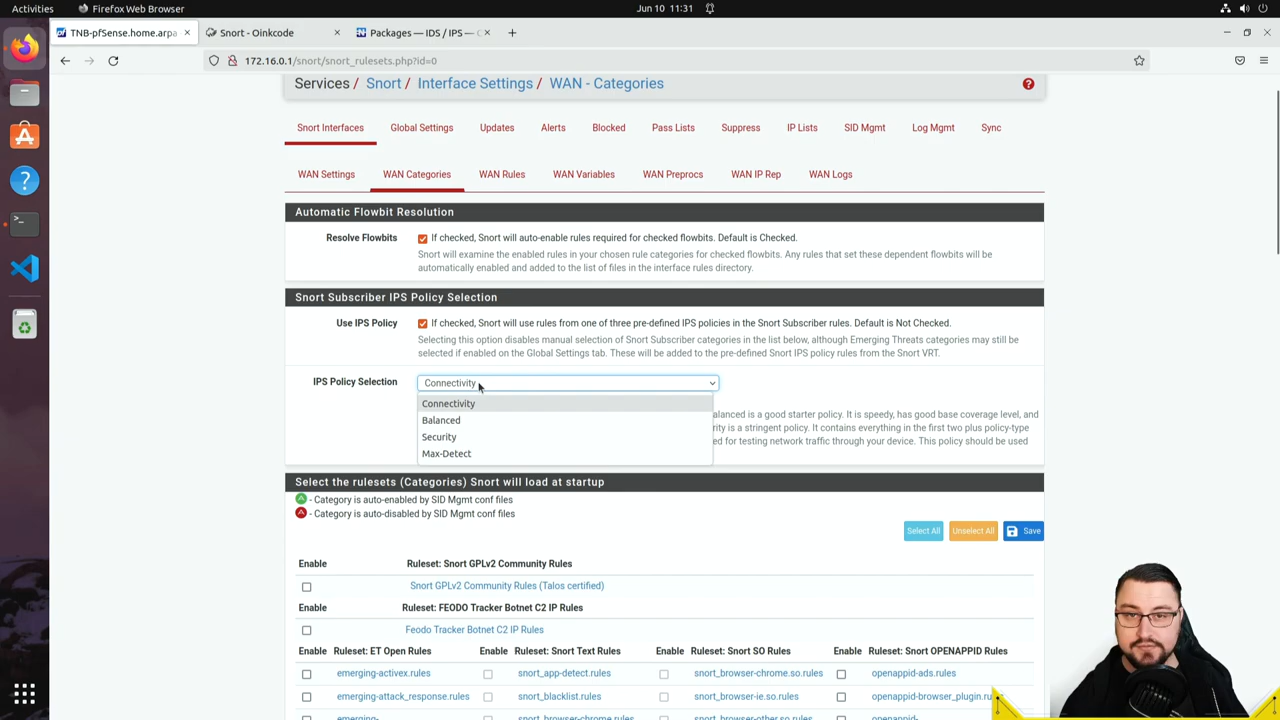 Activities
Firefox Web Browser
Jun 10 11:31
TNB-pfSense.home.arpa
Snort - Oinkcode
Packages — IDS / IPS —
172.16.0.1/snort/snort_rulesets.php?id=0
Services / Snort / Interface Settings / WAN - Categories
Snort Interfaces
Global Settings
Updates
Alerts
Blocked
Pass Lists
Suppress
IP Lists
SID Mgmt
Log Mgmt
Sync
WAN Settings
WAN Categories
WAN Rules
WAN Variables
WAN Preprocs
WAN IP Rep
WAN Logs
Automatic Flowbit Resolution
Resolve Flowbits
If checked, Snort will auto-enable rules required for checked flowbits. Default is Checked.
Snort will examine the enabled rules in your chosen rule categories for checked flowbits. Any rules that set these dependent flowbits will be
automatically enabled and added to the list of files in the interface rules directory.
Snort Subscriber IPS Policy Selection
Use IPS Policy
If checked, Snort will use rules from one of three pre-defined IPS policies in the Snort Subscriber rules. Default is Not Checked.
Selecting this option disables manual selection of Snort Subscriber categories in the list below, although Emerging Threats categories may still be
selected if enabled on the Global Settings tab. These will be added to the pre-defined Snort IPS policy rules from the Snort VRT.
IPS Policy Selection
Connectivity
Connectivity
Balanced
Security
Max-Detect
alanced is a good starter policy. It is speedy, has good base coverage level, and
rity is a stringent policy. It contains everything in the first two plus policy-type
ed for testing network traffic through your device. This policy should be used
Select the rulesets (Categories) Snort will load at startup
- Category is auto-enabled by SID Mgmt conf files
- Category is auto-disabled by SID Mgmt conf files
Select All
Unselect All
Save
Enable
Ruleset: Snort GPLv2 Community Rules
Snort GPLv2 Community Rules (Talos certified)
Enable
Ruleset: FEODO Tracker Botnet C2 IP Rules
Feodo Tracker Botnet C2 IP Rules
Enable
Ruleset: ET Open Rules
Enable
Ruleset: Snort Text Rules
Enable
Ruleset: Snort SO Rules
Enable
Ruleset: Snort OPENAPPID Rules
emerging-activex.rules
snort_app-detect.rules
snort_browser-chrome.so.rules
openappid-ads.rules
emerging-attack_response.rules
snort_blacklist.rules
snort_browser-ie.so.rules
openappid-browser_plugin.ru
emerging-
snort_browser-chrome.rules
snort_browser-other.so.rules
openappid-